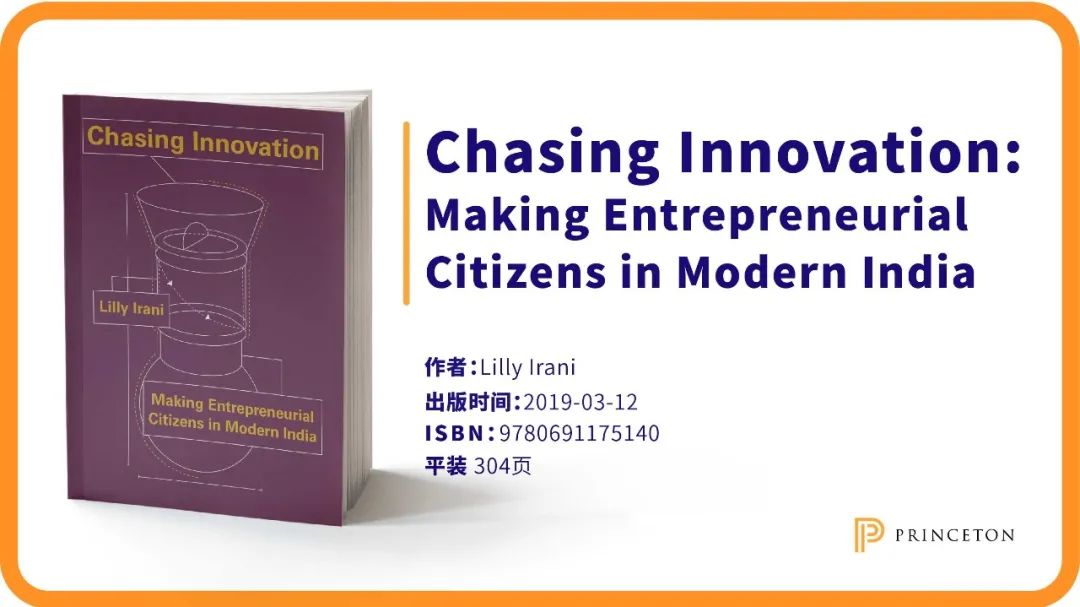 Chasing Innovation
Lilly Irani
Making Entrepreneurial
Citizens in Modern India
Chasing Innovation:
Making Entrepreneurial
Citizens in Modern India
作者:Lilly Irani
出版时间:2019-03-12
ISBN:9780691175140
平装 304页
PRINCETON